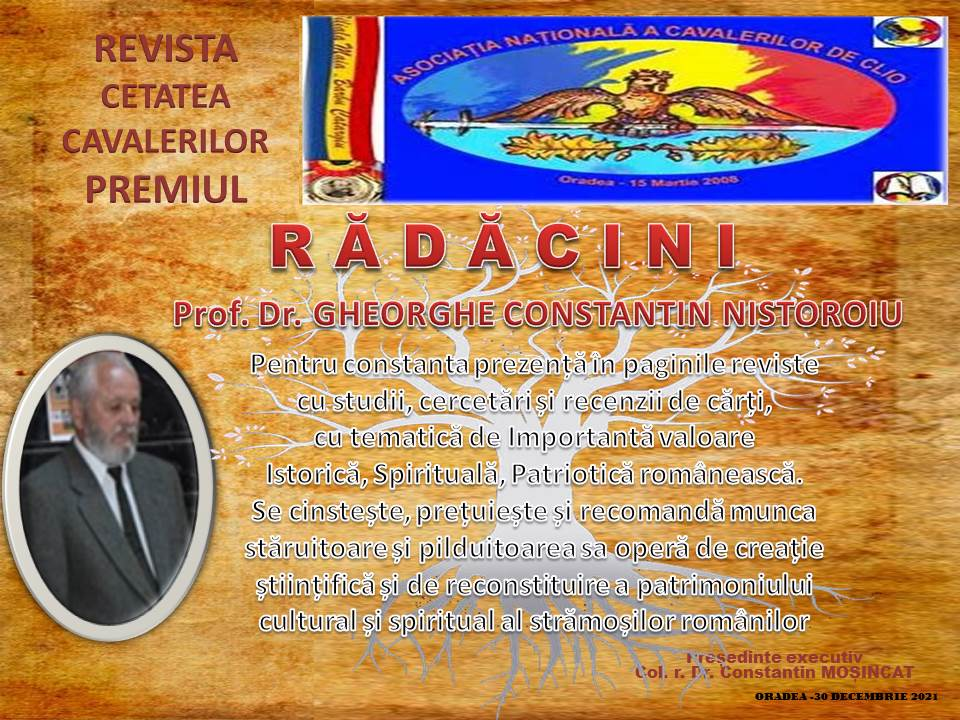 REVISTA
CETATEA
CAVALERILOR
PREMIUL
ASOCIAȚIA NAȚIONALĂ A CAVALERILOR DE CLIO
Oradea - 15 Martie 2008
RĂDĂCINI
Prof. Dr. GHEORGHE CONSTANTIN NISTOROIU
Pentru constanta prezență în paginile reviste
cu studii, cercetări și recenzii de cărți,
cu tematică de Importantă valoare
Istorică, Spirituală, Patriotică românească.
Se cinstește, prețuiește și recomandă munca
stăruitoare și pilduitoarea sa operă de creație
științifică și de reconstituire a patrimoniului
cultural și spiritual al strămoșilor românilor
Președinte executiv
Col. r. Dr. Constantin MOȘINCAT
ORADEA -30 DECEMBRIE 2021